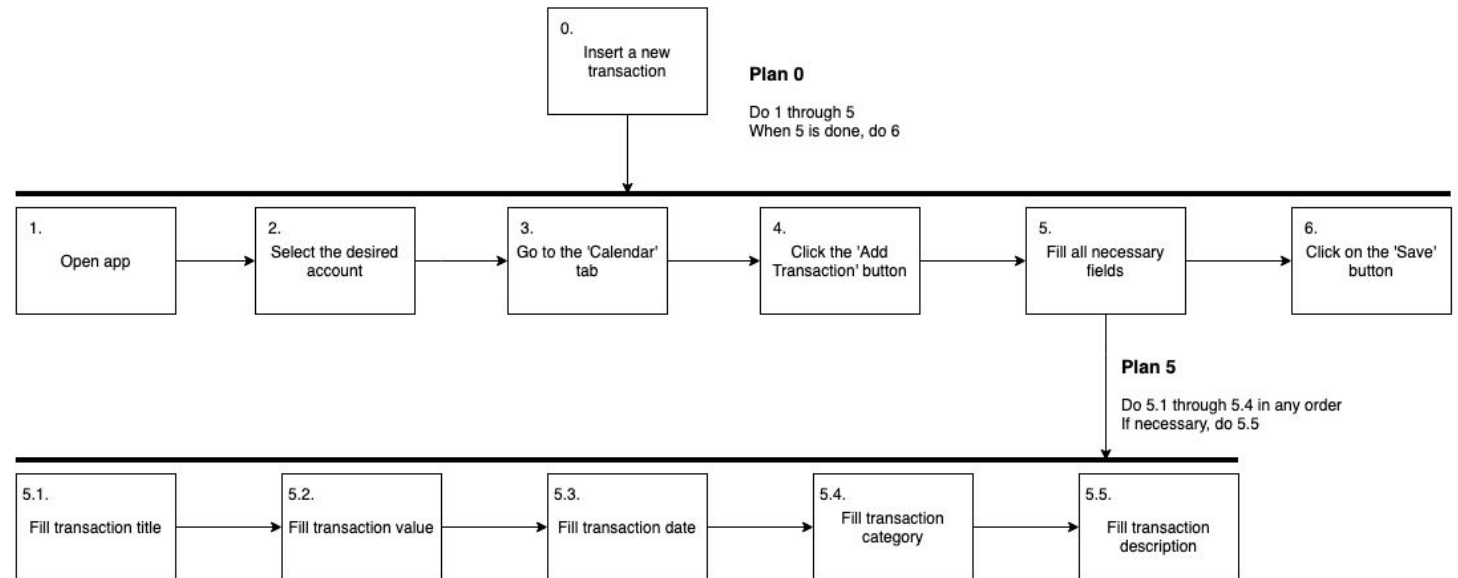 0.
Insert a new
transaction
Plan 0
Do 1 through 5
When 5 is done, do 6
1.
Open app
2.
Select the desired
account
3.
Go to the 'Calendar'
tab
4.
Click the 'Add
Transaction' button
5.
Fill all necessary
fields
6.
Click on the 'Save'
button
Plan 5
Do 5.1 through 5.4 in any order
If necessary, do 5.5
5.1.
Fill transaction title
5.2.
Fill transaction value
5.3.
Fill transaction date
5.4.
Fill transaction
category
5.5.
Fill transaction
description